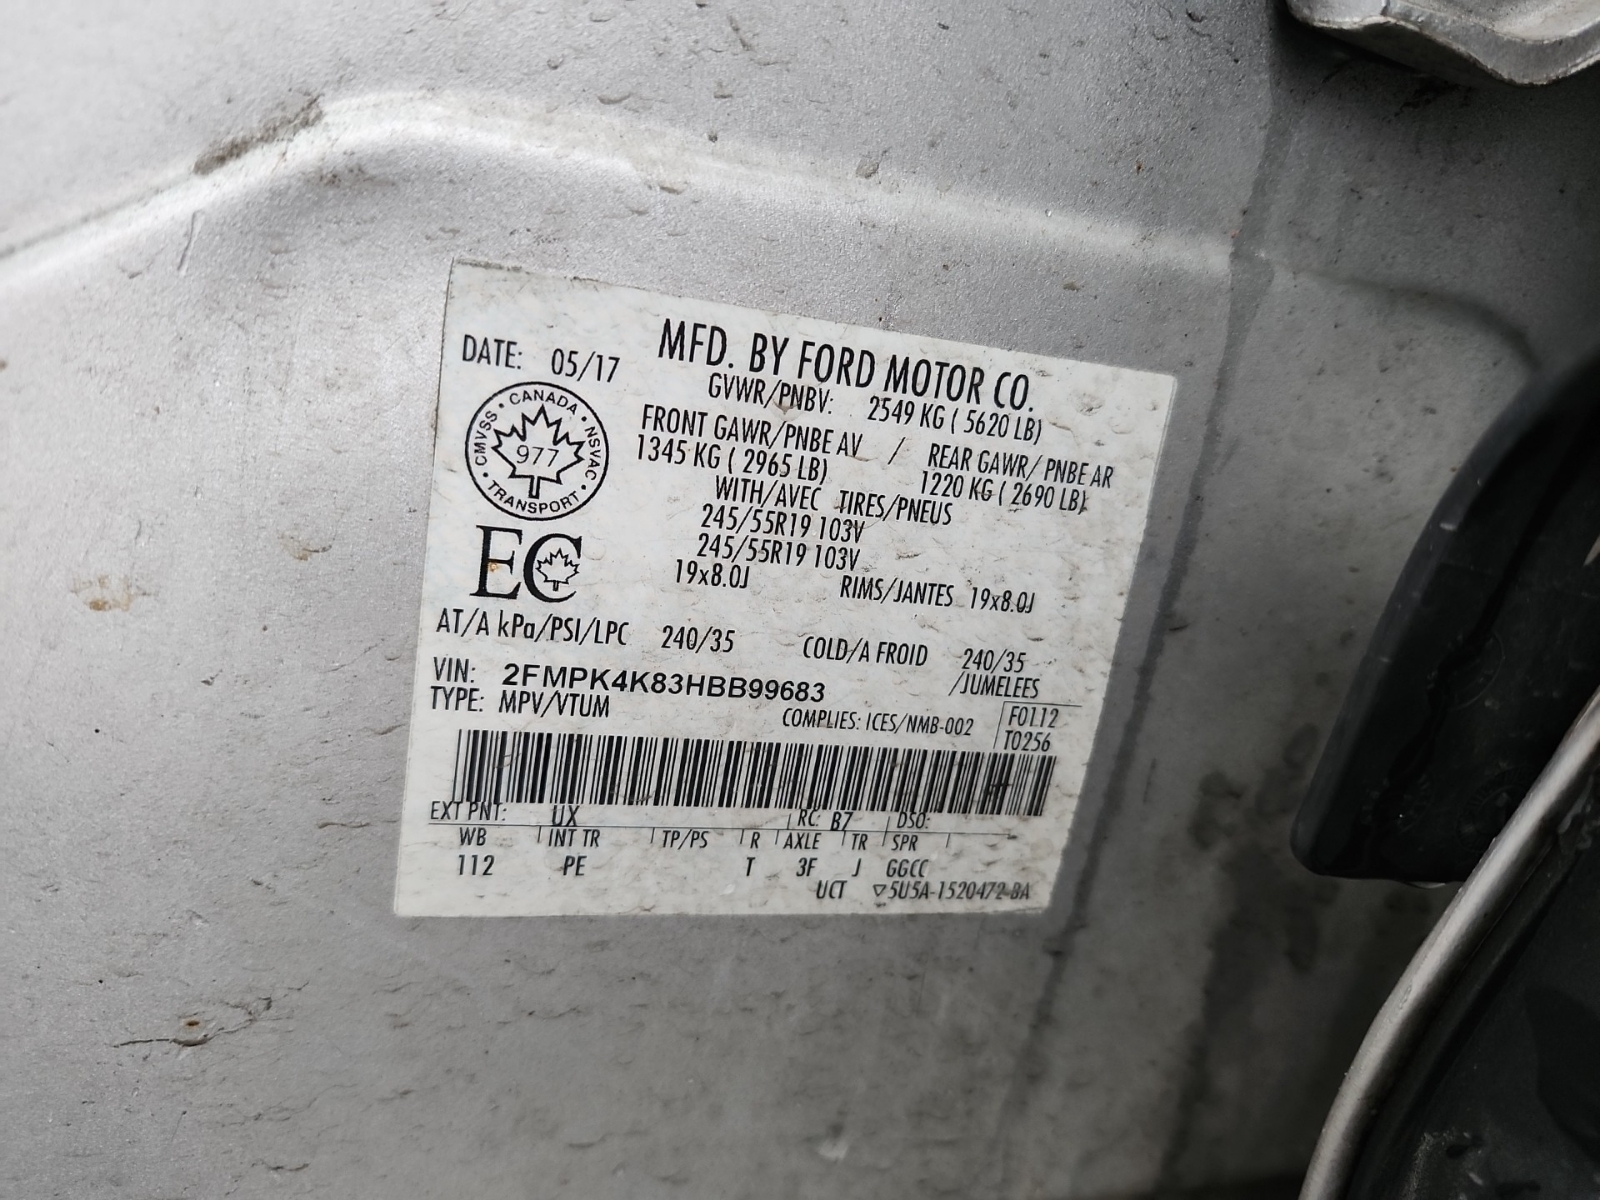 MFD. BY FORD MOTOR CO.
DATE: 05/17
GVWR/PNBV: 2549 KG ( 5620 LB)
FRONT GAWR/PNBE AV / REAR GAWR/ PNBE AR
1345 KG ( 2965 LB) 1220 KG ( 2690 LB)
WITH/AVEC TIRES/PNEUS
245/55R19 103V
245/55R19 103V
19x8.0J RIMS/JANTES 19x8.0J
CANADA • NSVAC • TRANSPORT • CMVSS •
977
EC
AT/A kPa/PSI/LPC 240/35 COLD/A FROID 240/35
/JUMELEES
VIN: 2FMPK4K83HBB99683
TYPE: MPV/VTUM
COMPLIES: ICES/NMB-002 F0112
T0256
EXT PNT: UX RC: B7 DSO:
WB INT TR TP/PS R AXLE TR SPR
112 PE T 3F J GGCC
UCT ▽5U5A-1520472-BA